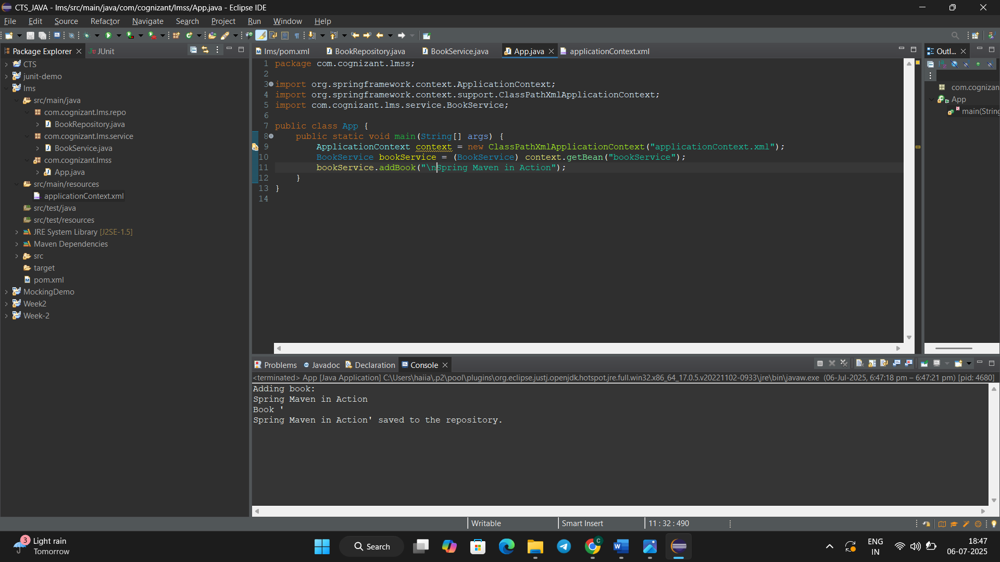 CTS_JAVA - lms/src/main/java/com/cognizant/lmss/App.java - Eclipse IDE
File Edit Source Refactor Navigate Search Project Run Window Help
Package Explorer
JUnit
CTS
junit-demo
lms
src/main/java
com.cognizant.lms.repo
BookRepository.java
com.cognizant.lms.service
BookService.java
com.cognizant.lmss
App.java
src/main/resources
applicationContext.xml
src/test/java
src/test/resources
JRE System Library [J2SE-1.5]
Maven Dependencies
src
target
pom.xml
MockingDemo
Week2
Week-2
lms/pom.xml
BookRepository.java
BookService.java
App.java
applicationContext.xml
1 package com.cognizant.lmss;
2
3 import org.springframework.context.ApplicationContext;
4 import org.springframework.context.support.ClassPathXmlApplicationContext;
5 import com.cognizant.lms.service.BookService;
6
7 public class App {
8 public static void main(String[] args) {
9 ApplicationContext context = new ClassPathXmlApplicationContext("applicationContext.xml");
10 BookService bookService = (BookService) context.getBean("bookService");
11 bookService.addBook("\nSpring Maven in Action");
12 }
13 }
14
Outl...
com.cognizan
App
main(String
Problems
Javadoc
Declaration
Console
<terminated> App [Java Application] C:\Users\haiia\.p2\pool\plugins\org.eclipse.justj.openjdk.hotspot.jre.full.win32.x86_64_17.0.5.v20221102-0933\jre\bin\javaw.exe (06-Jul-2025, 6:47:18 pm – 6:47:21 pm) [pid: 4680]
Adding book:
Spring Maven in Action
Book '
Spring Maven in Action' saved to the repository.
Writable
Smart Insert
11 : 32 : 490
3
Light rain
Tomorrow
Search
C
ENG
IN
18:47
06-07-2025